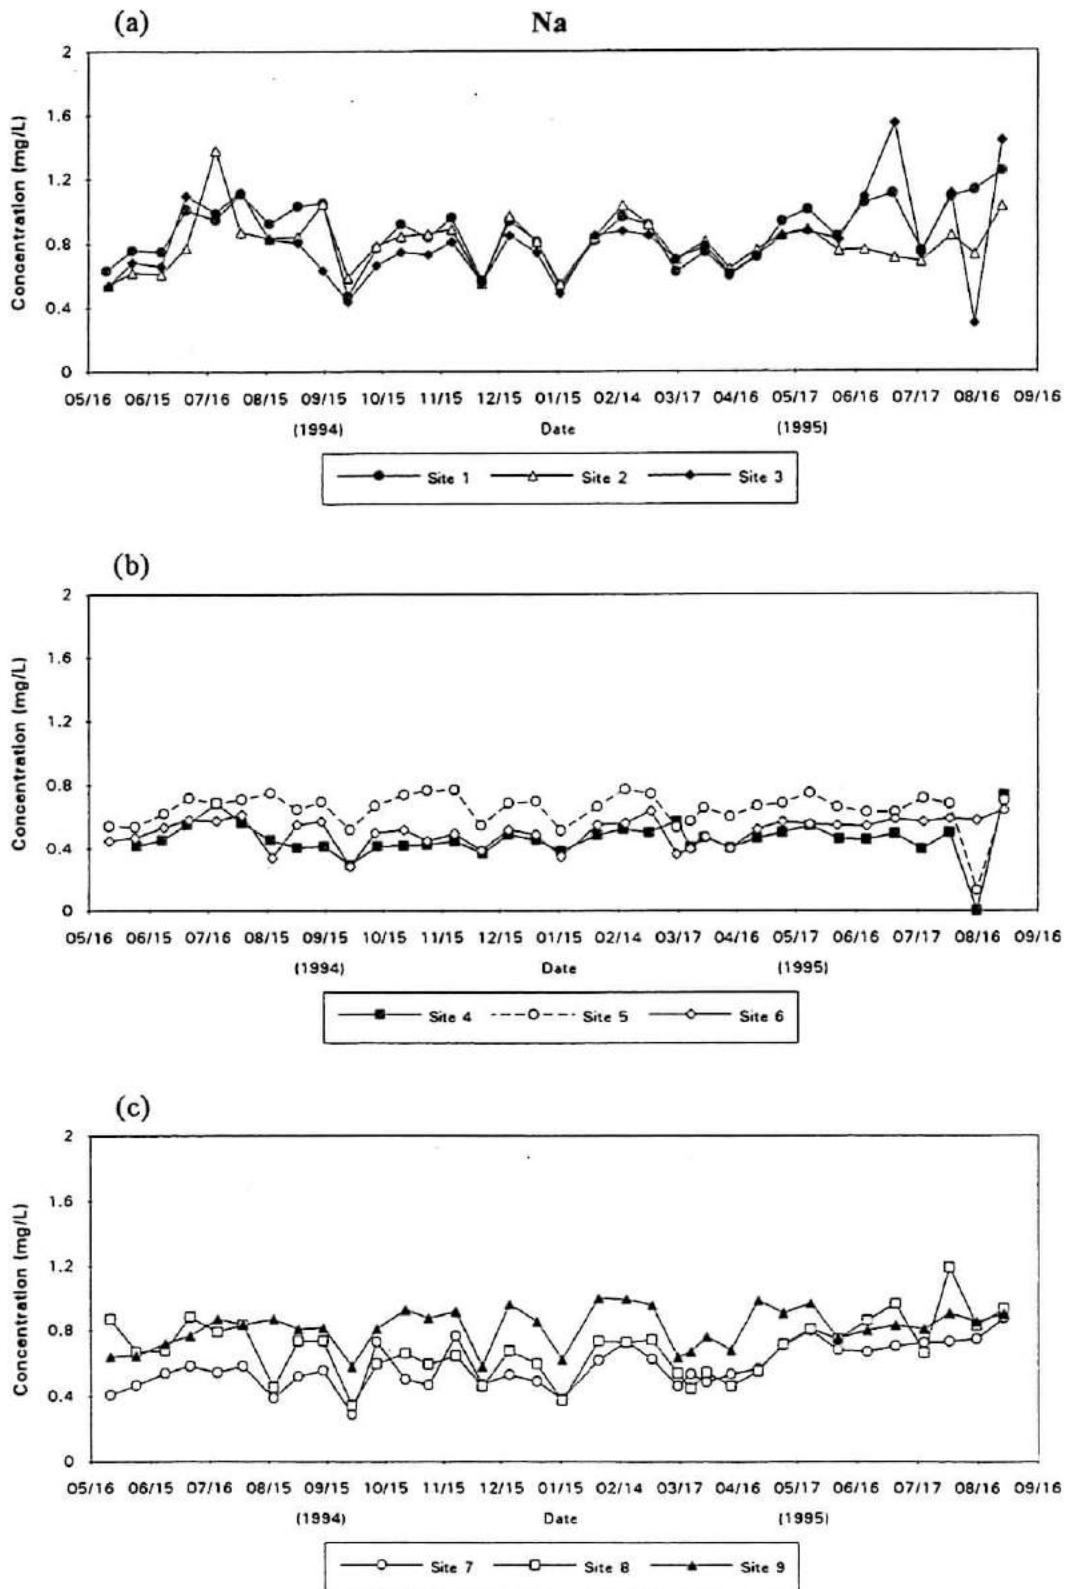 (a)
Na
Concentration (mg/L)
2
1.6
1.2
0.8
0.4
0
05/16 06/15 07/16 08/15 09/15 10/15 11/15 12/15 01/15 02/14 03/17 04/16 05/17 06/16 07/17 08/16 09/16
(1994) Date (1995)
Site 1 Site 2 Site 3
(b)
Concentration (mg/L)
2
1.6
1.2
0.8
0.4
0
05/16 06/15 07/16 08/15 09/15 10/15 11/15 12/15 01/15 02/14 03/17 04/16 05/17 06/16 07/17 08/16 09/16
(1994) Date (1995)
Site 4 Site 5 Site 6
(c)
Concentration (mg/L)
2
1.6
1.2
0.8
0.4
0
05/16 06/15 07/16 08/15 09/15 10/15 11/15 12/15 01/15 02/14 03/17 04/16 05/17 06/16 07/17 08/16 09/16
(1994) Date (1995)
Site 7 Site 8 Site 9